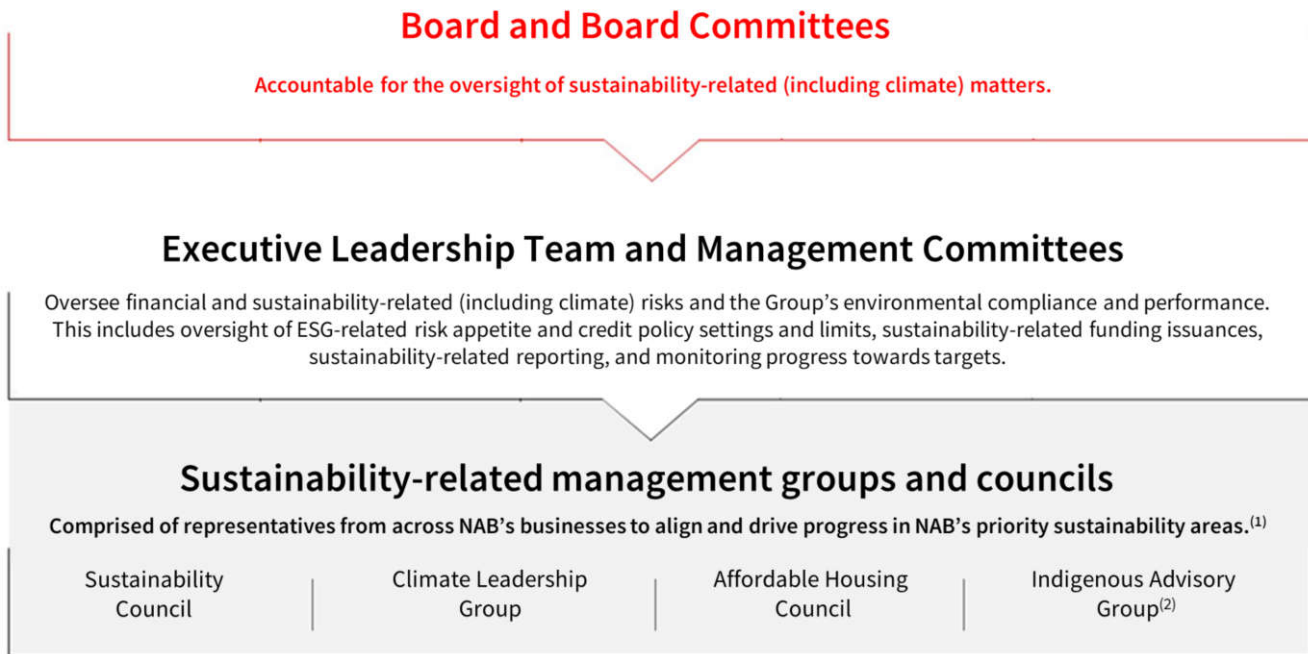 Board and Board Committees
Accountable for the oversight of sustainability-related (including climate) matters.
Executive Leadership Team and Management Committees
Oversee financial and sustainability-related (including climate) risks and the Group's environmental compliance and performance.
This includes oversight of ESG-related risk appetite and credit policy settings and limits, sustainability-related funding issuances,
sustainability-related reporting, and monitoring progress towards targets.
Sustainability-related management groups and councils
Comprised of representatives from across NAB's businesses to align and drive progress in NAB's priority sustainability areas.(1)
Sustainability
Council
Climate Leadership
Group
Affordable Housing
Council
Indigenous Advisory
Group(2)